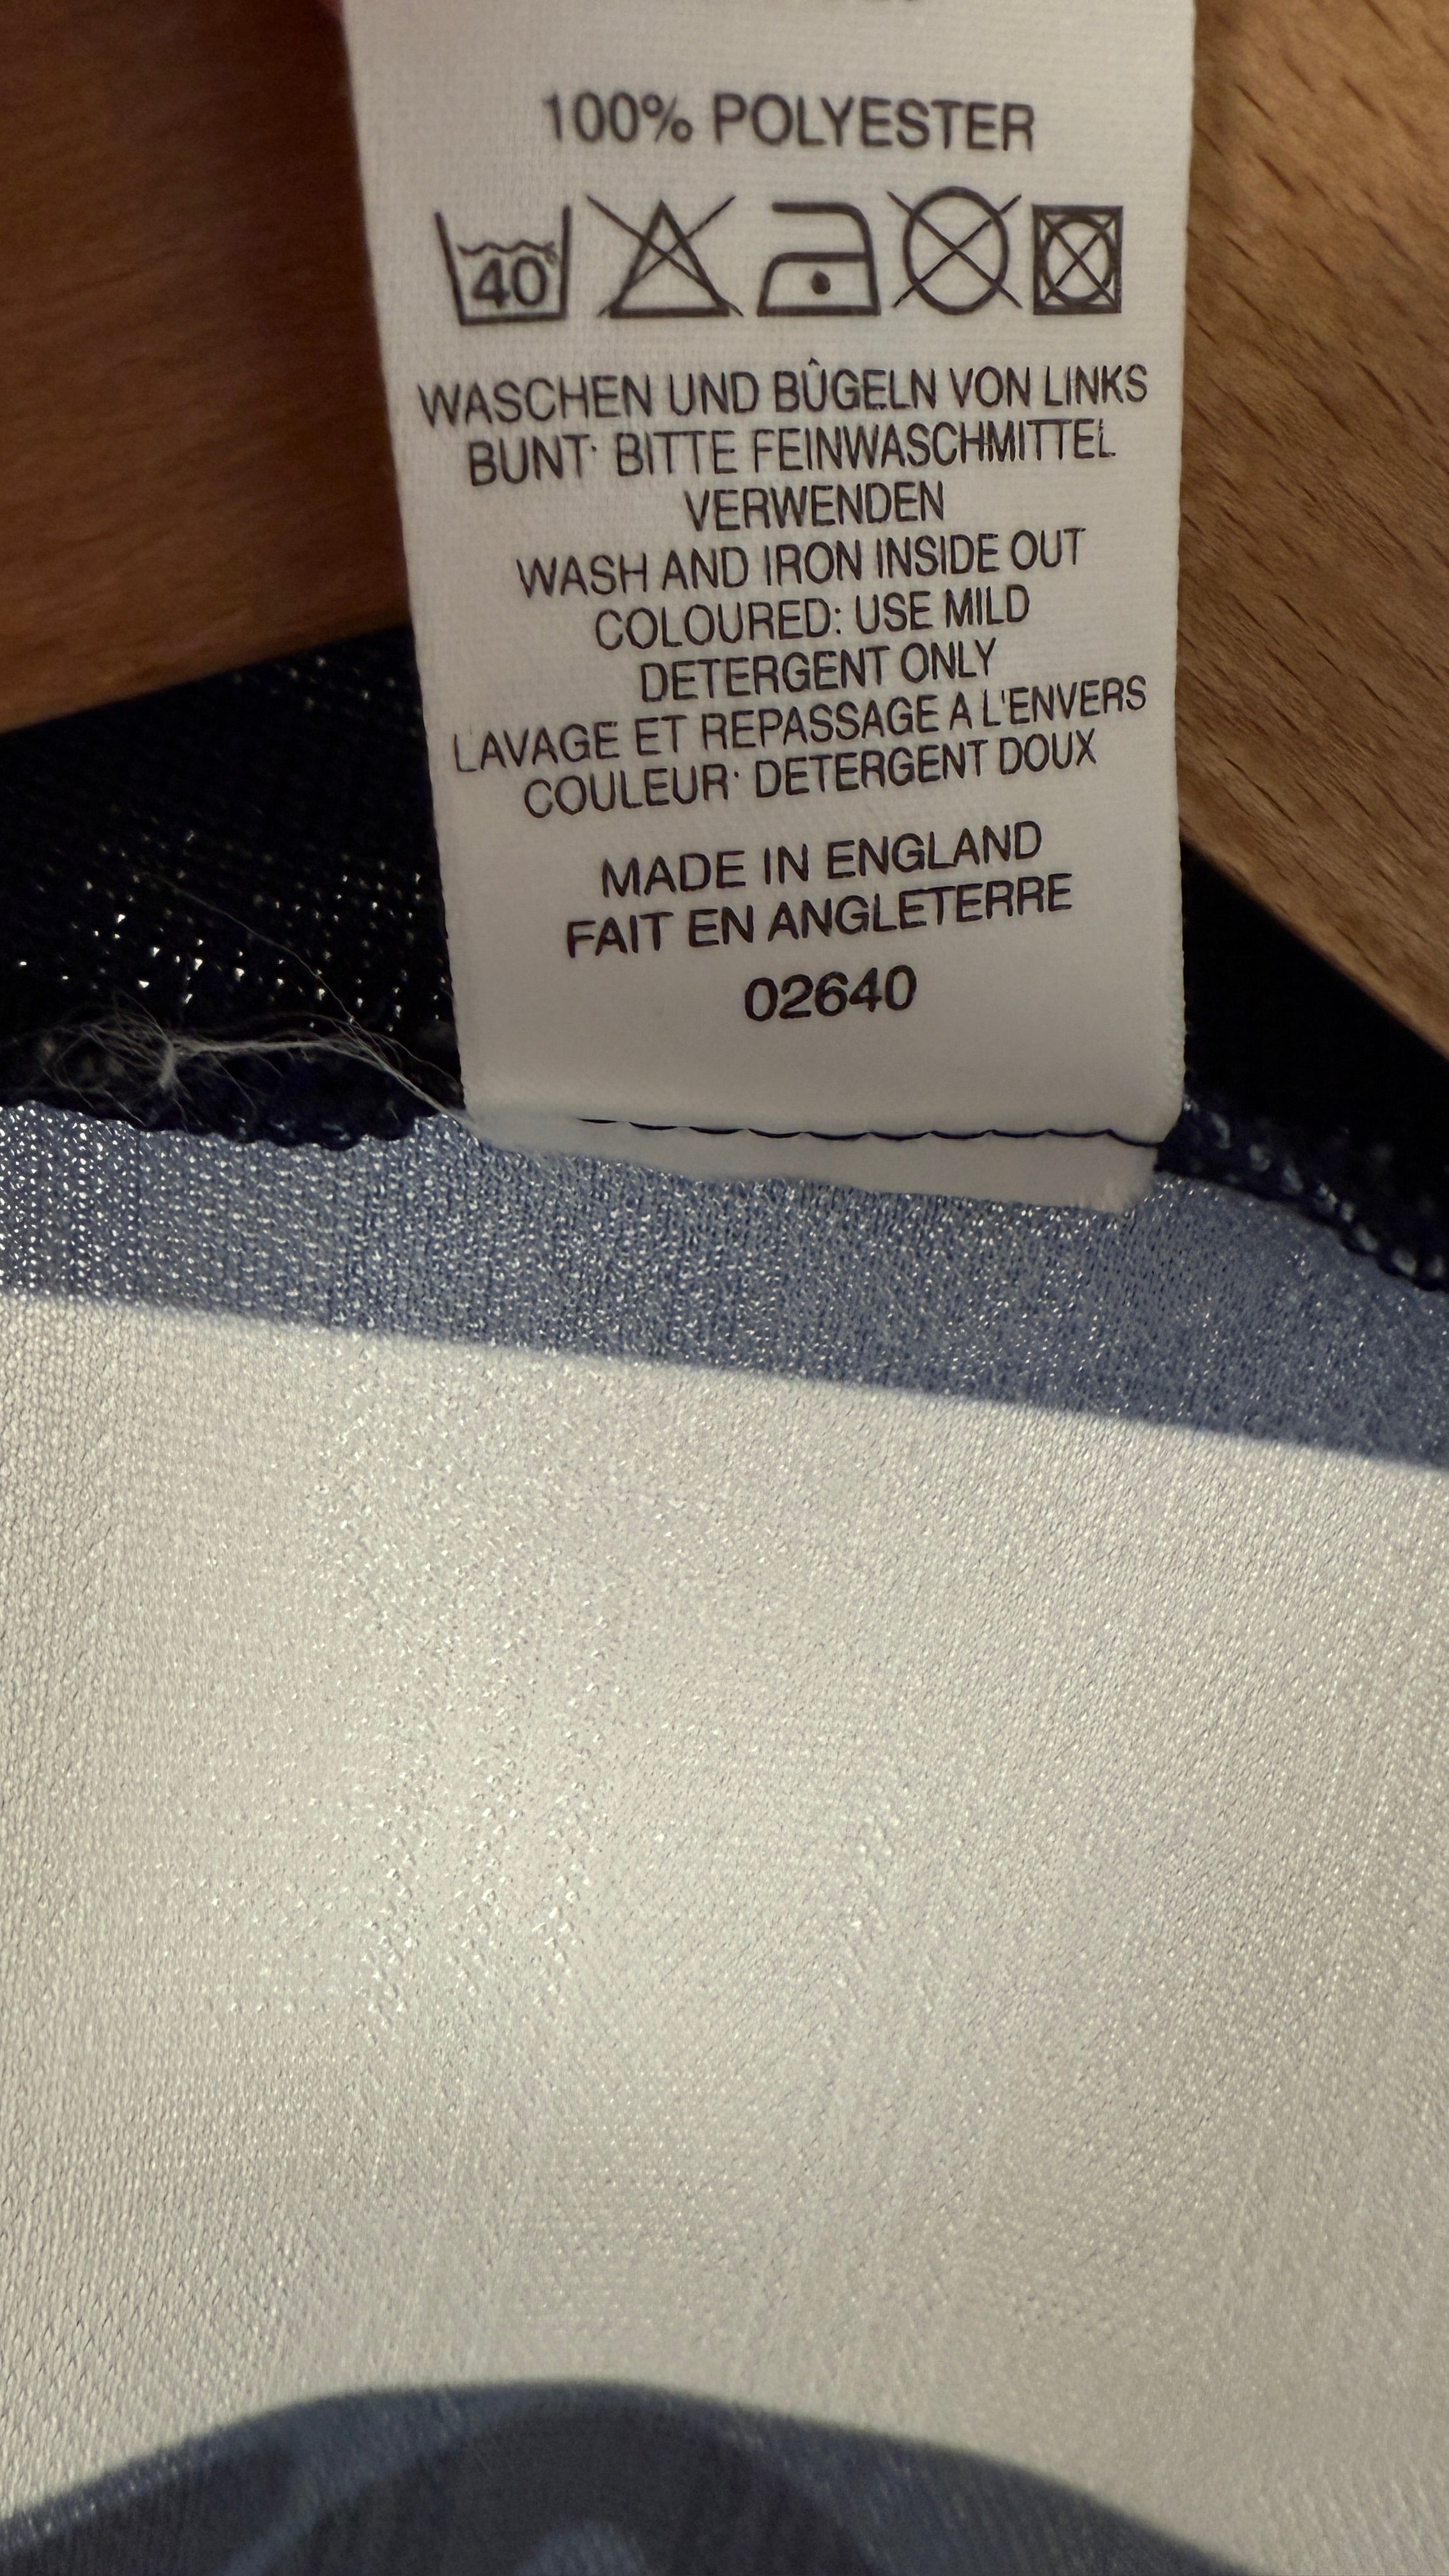 100% POLYESTER
40°
WASCHEN UND BÛGELN VON LINKS
BUNT· BITTE FEINWASCHMITTEL
VERWENDEN
WASH AND IRON INSIDE OUT
COLOURED: USE MILD
DETERGENT ONLY
LAVAGE ET REPASSAGE A L'ENVERS
COULEUR· DETERGENT DOUX
MADE IN ENGLAND
FAIT EN ANGLETERRE
02640